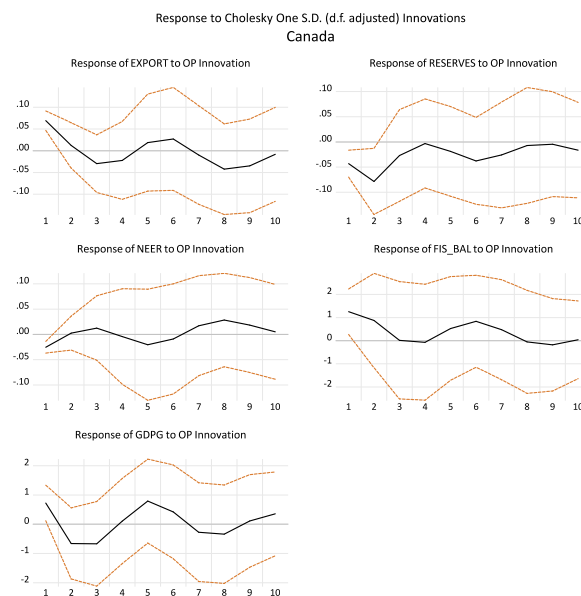 Response to Cholesky One S.D. (d.f. adjusted) Innovations
Canada
Response of EXPORT to OP Innovation
.10
.05
.00
-.05
-.10
1 2 3 4 5 6 7 8 9 10
Response of RESERVES to OP Innovation
.10
.05
.00
-.05
-.10
1 2 3 4 5 6 7 8 9 10
Response of NEER to OP Innovation
.10
.05
.00
-.05
-.10
1 2 3 4 5 6 7 8 9 10
Response of FIS_BAL to OP Innovation
2
1
0
-1
-2
1 2 3 4 5 6 7 8 9 10
Response of GDPG to OP Innovation
2
1
0
-1
-2
1 2 3 4 5 6 7 8 9 10